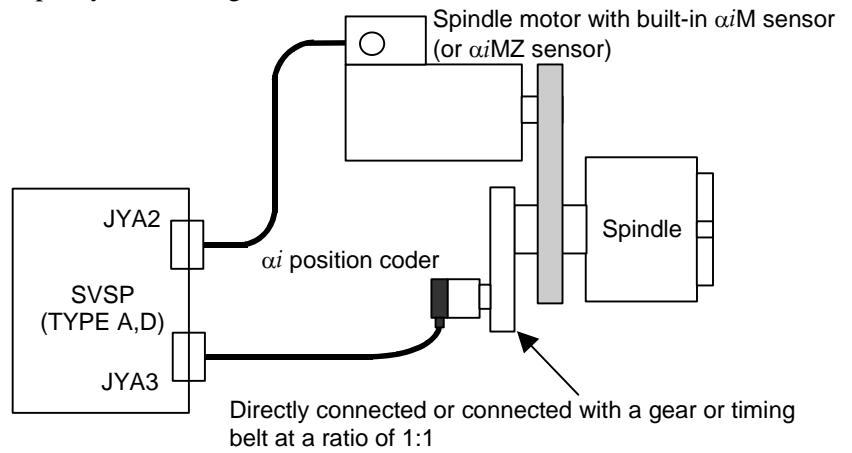 Spindle motor with built-in αiM sensor
(or αiMZ sensor)
JYA2
αi position coder
Spindle
SVSP
(TYPE A,D)
JYA3
Directly connected or connected with a gear or timing
belt at a ratio of 1:1